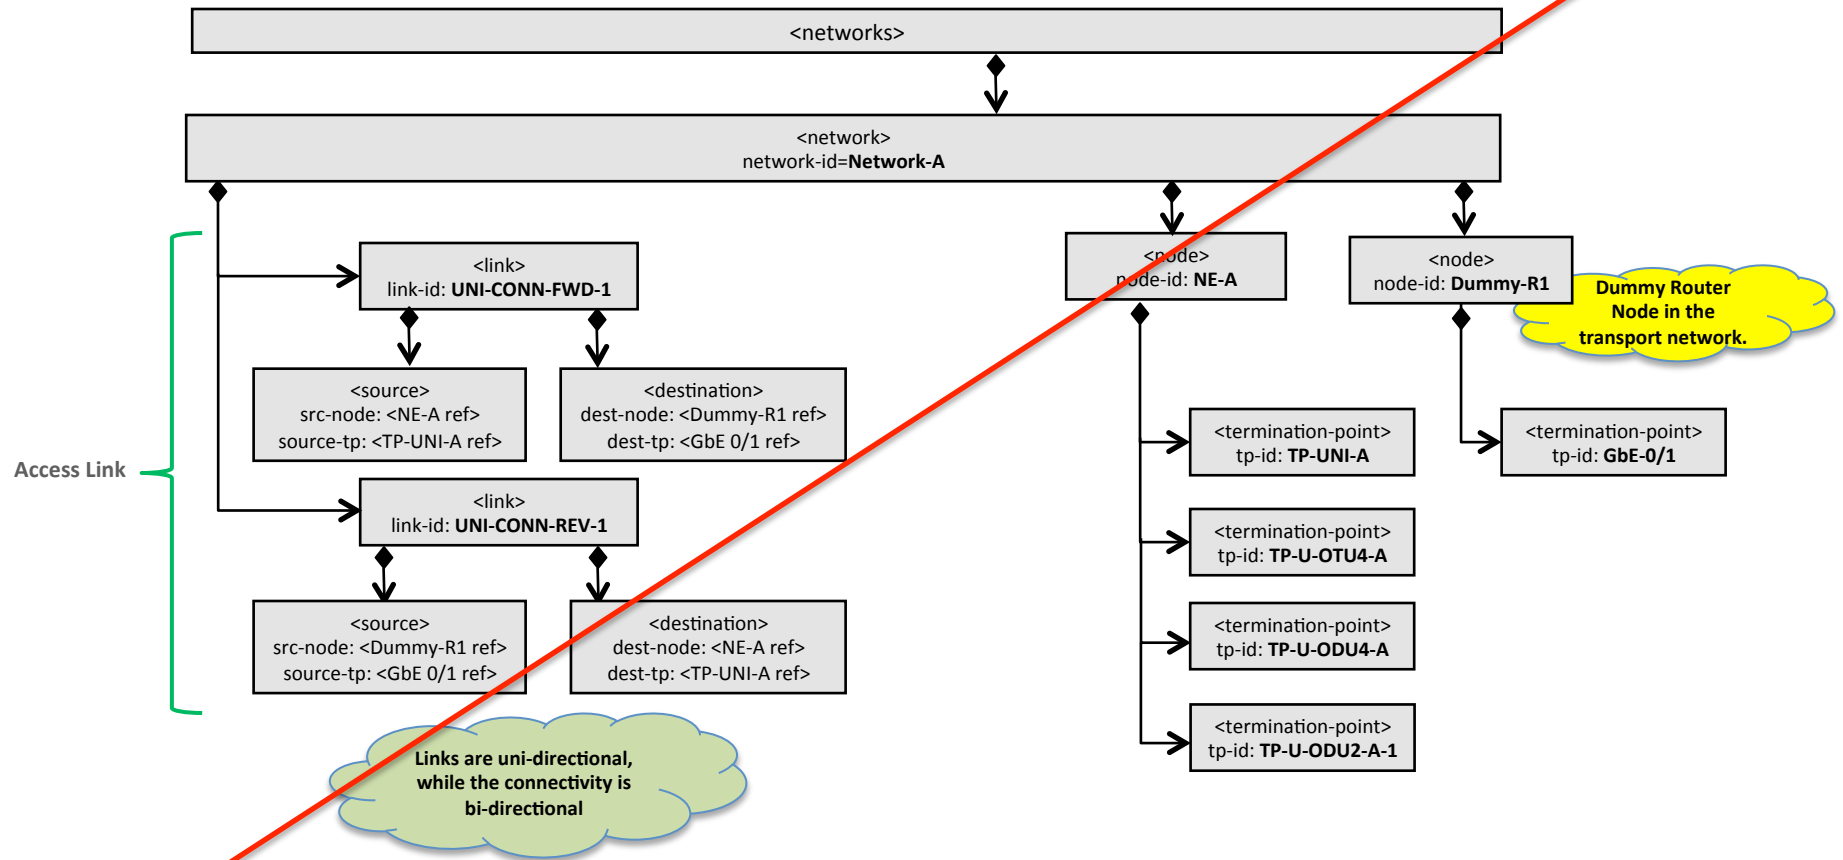 <networks>
<network>
network-id=Network-A
<link>
link-id: UNI-CONN-FWD-1
<source>
src-node: <NE-A ref>
source-tp: <TP-UNI-A ref>
<destination>
dest-node: <Dummy-R1 ref>
dest-tp: <GbE 0/1 ref>
Access Link
<link>
link-id: UNI-CONN-REV-1
<source>
src-node: <Dummy-R1 ref>
source-tp: <GbE 0/1 ref>
<destination>
dest-node: <NE-A ref>
dest-tp: <TP-UNI-A ref>
Links are uni-directional,
while the connectivity is
bi-directional
<node>
node-id: NE-A
<termination-point>
tp-id: TP-UNI-A
<termination-point>
tp-id: TP-U-OTU4-A
<termination-point>
tp-id: TP-U-ODU4-A
<termination-point>
tp-id: TP-U-ODU2-A-1
<node>
node-id: Dummy-R1
Dummy Router
Node in the
transport network.
<termination-point>
tp-id: GbE-0/1